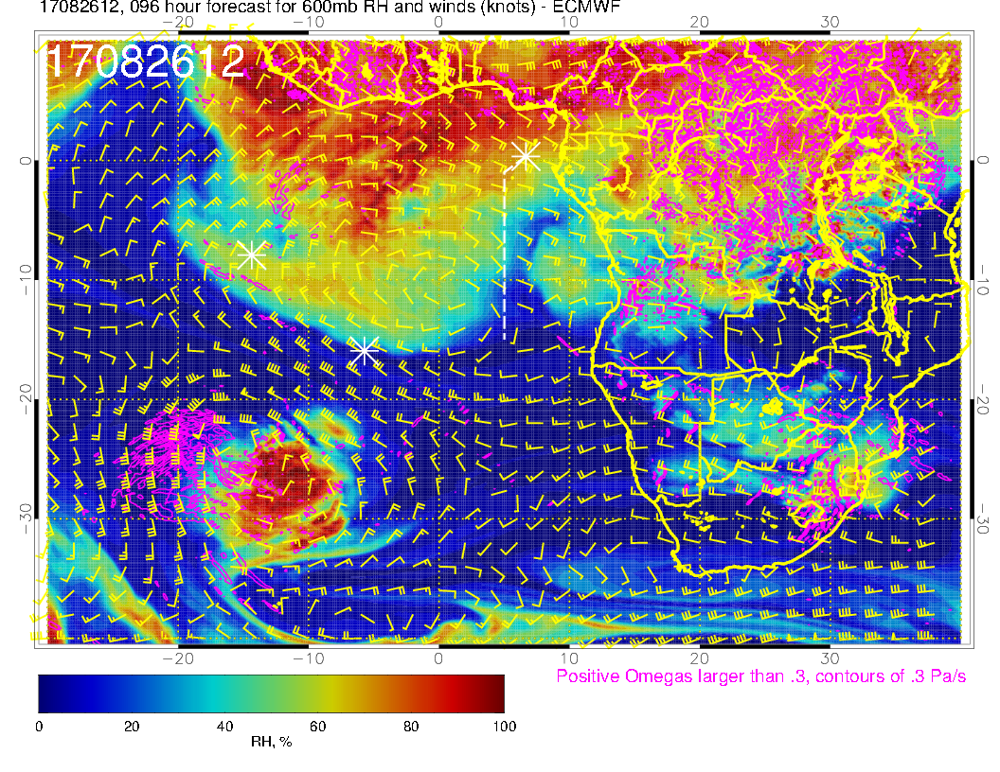 17082612, 096 hour forecast for 600mb RH and winds (knots) - ECMWF
−20 −10 0 10 20 30
17082612
0 0
−10 −10
−20 −20
−30 −30
−20 −10 0 10 20 30
Positive Omegas larger than .3, contours of .3 Pa/s
0 20 40 60 80 100
RH, %